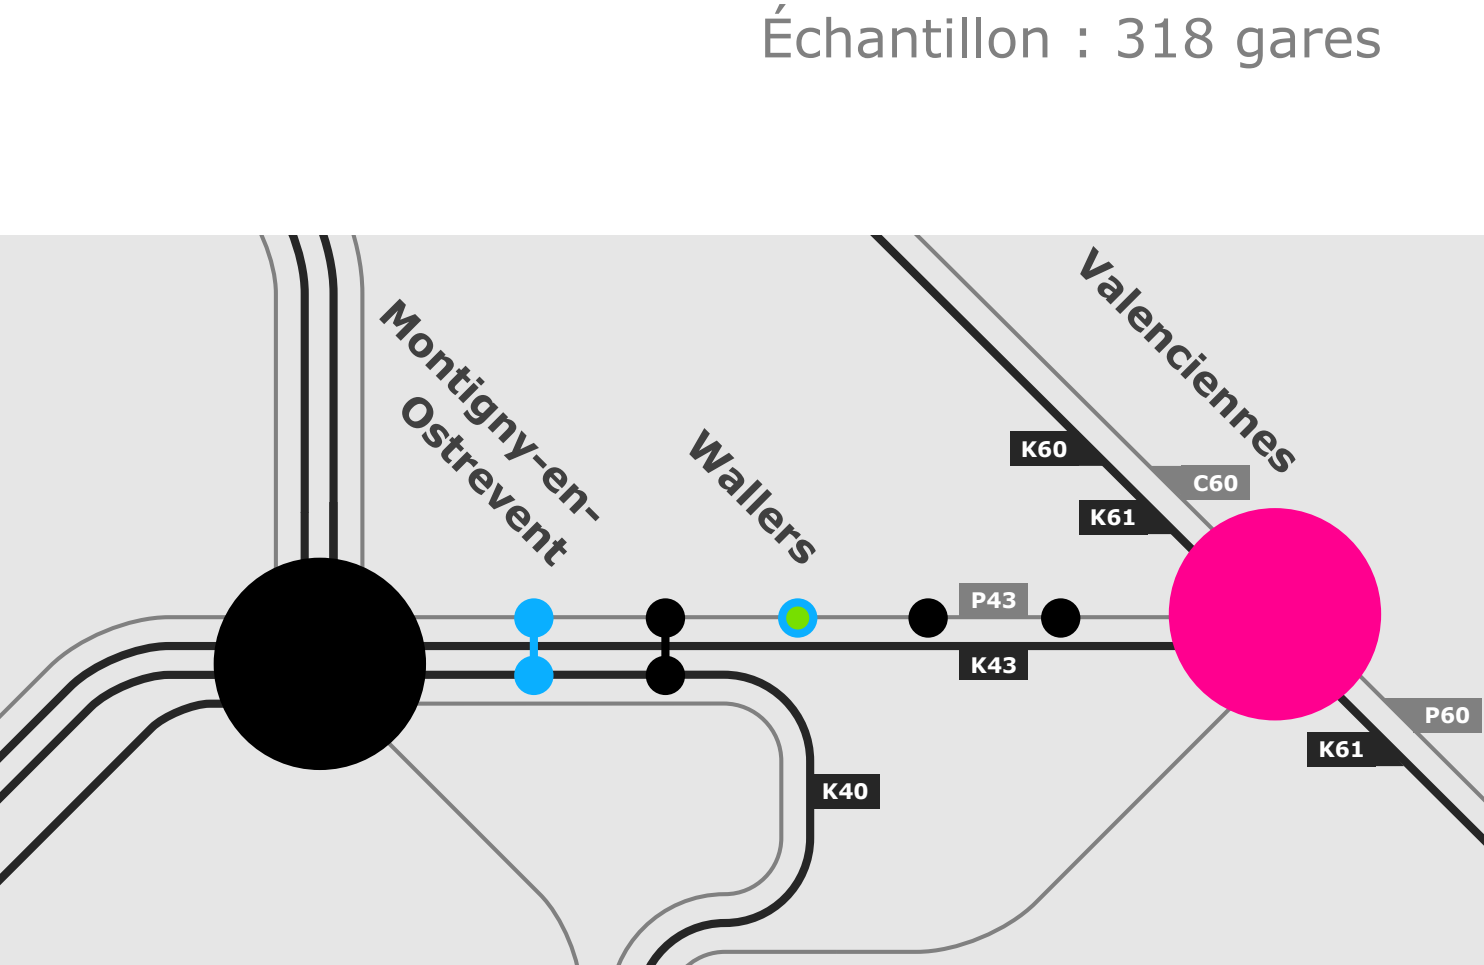 Échantillon : 318 gares
Valenciennes
Montigny-en-
Ostrevent
Wallers
K60
C60
K61
P43
K43
P60
K61
K40